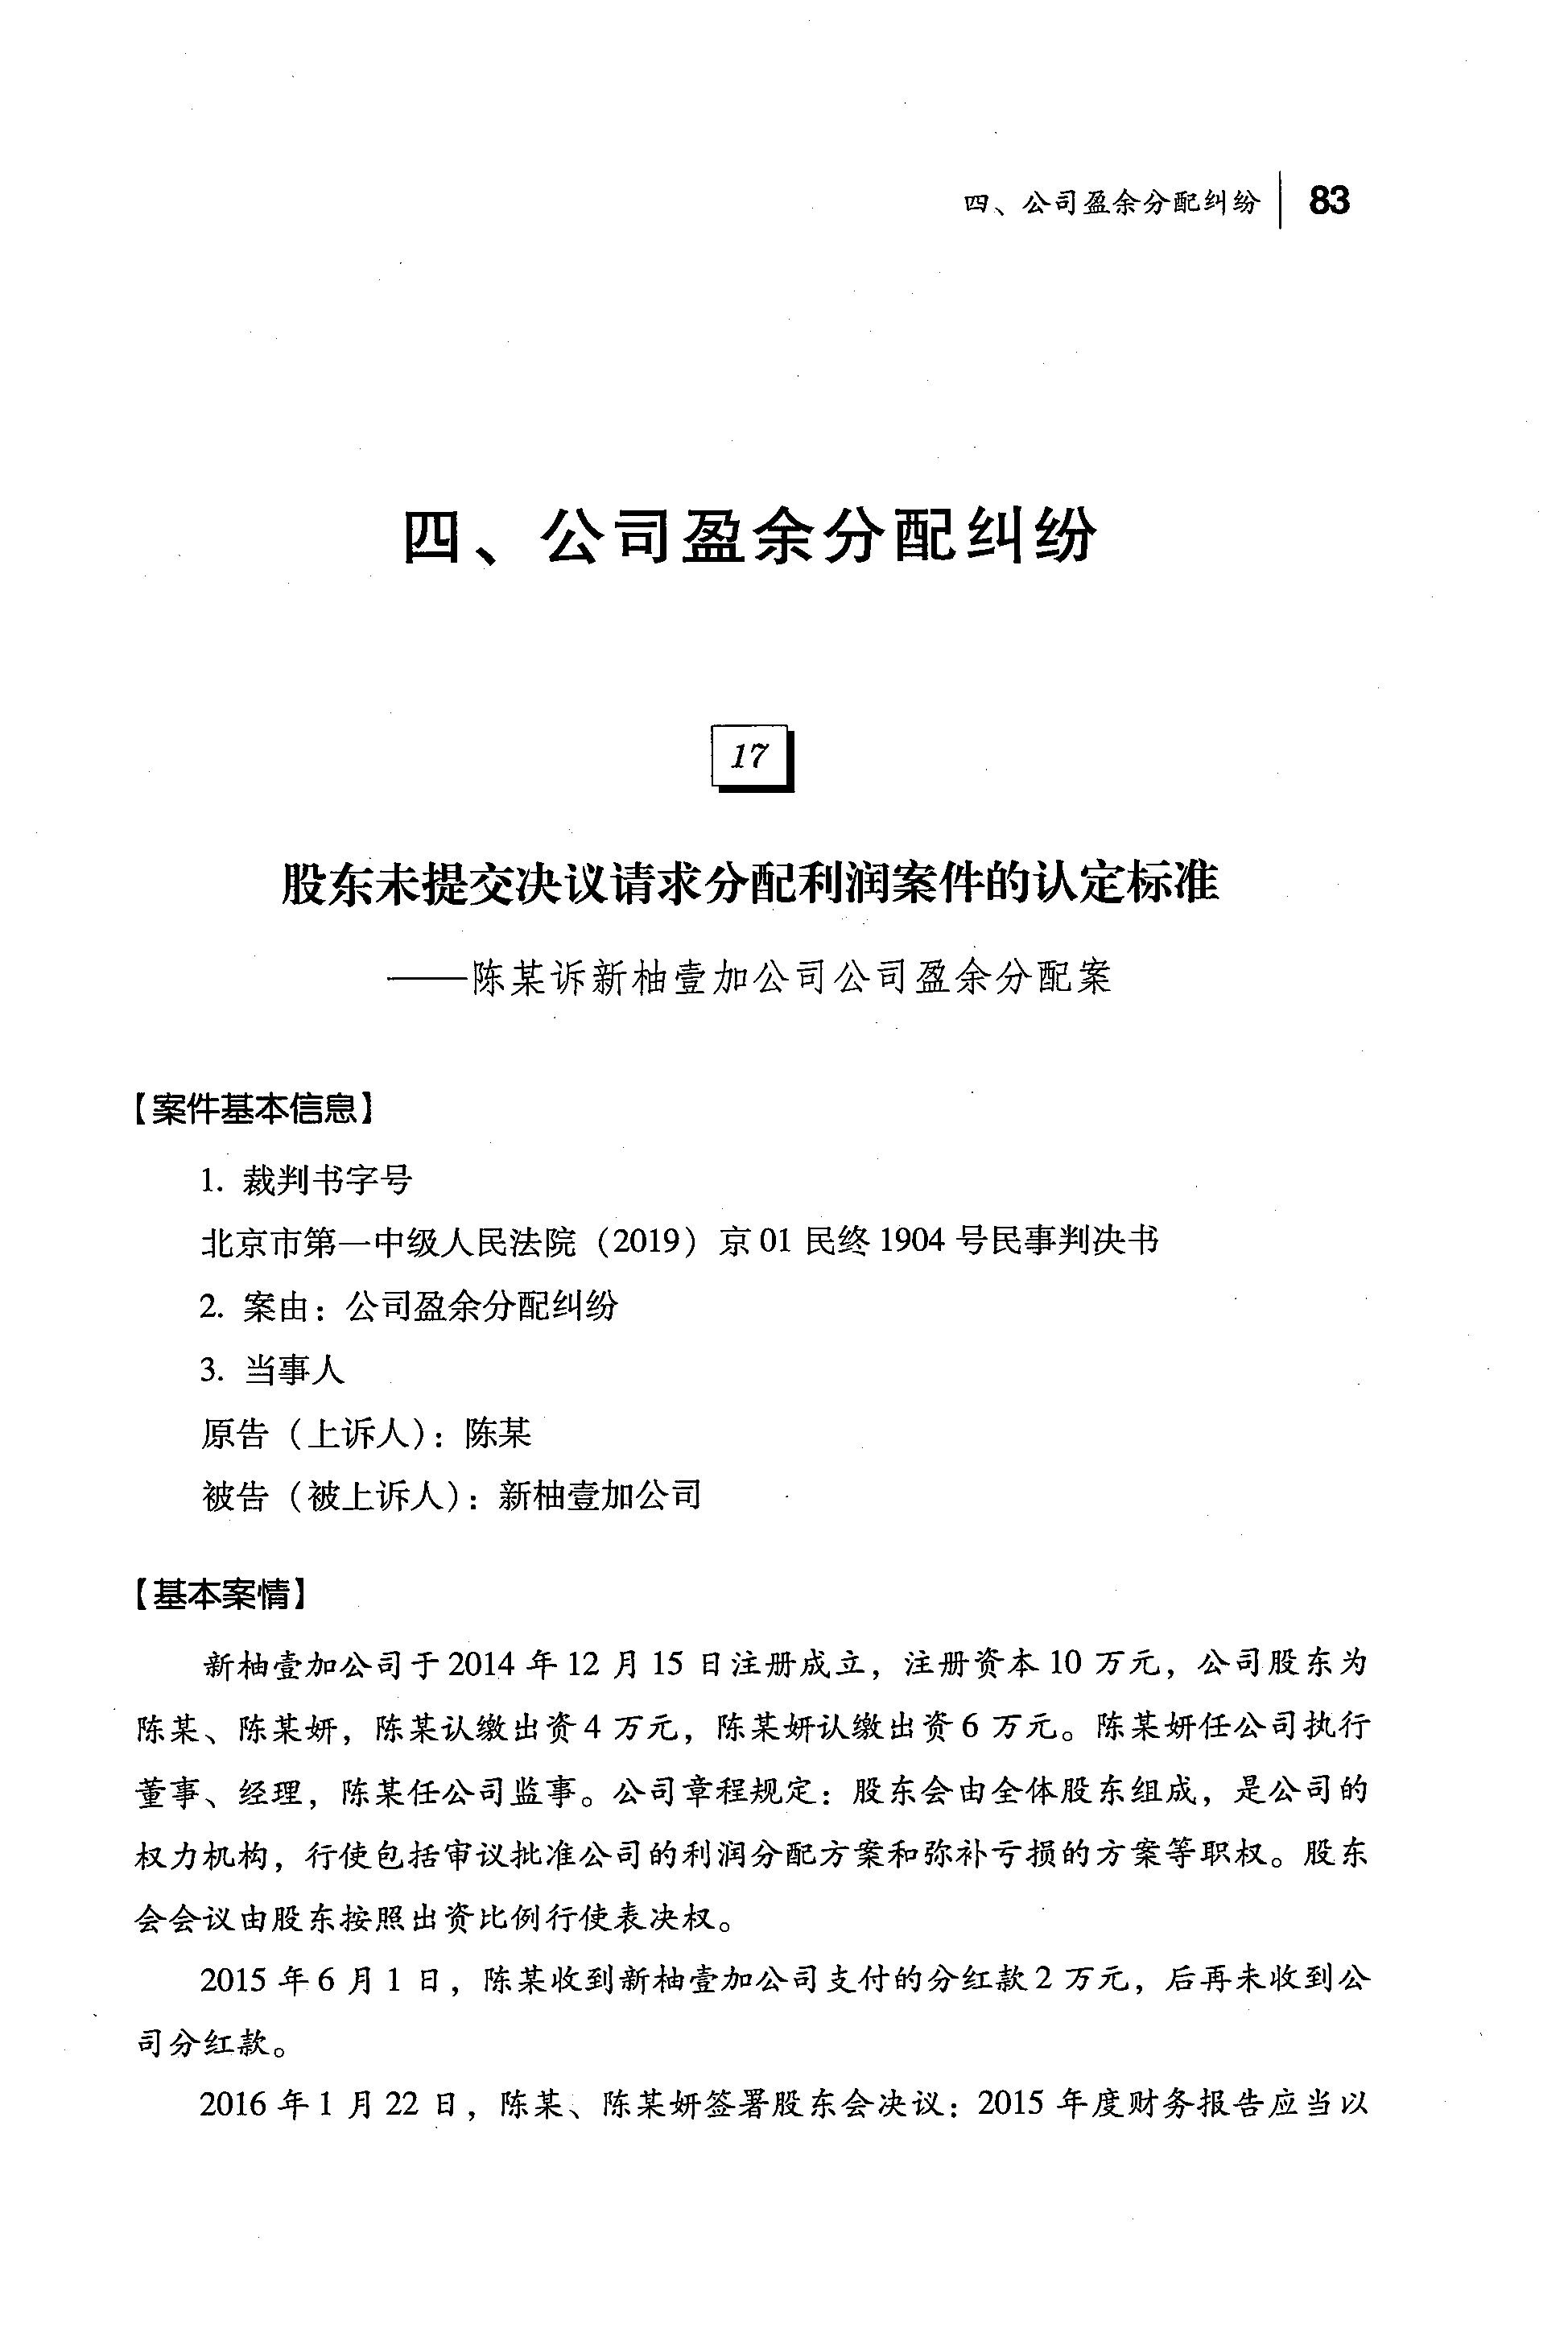 四、公司盈余分配纠纷 83
四、公司盈余分配纠纷
17
股东未提交决议请求分配利润案件的认定标准
——陈某诉新柚壹加公司公司盈余分配案
【案件基本信息】
1. 裁判书字号
北京市第一中级人民法院（2019）京01民终1904号民事判决书
2. 案由：公司盈余分配纠纷
3. 当事人
原告（上诉人）：陈某
被告（被上诉人）：新柚壹加公司
【基本案情】
新柚壹加公司于2014年12月15日注册成立，注册资本10万元，公司股东为
陈某、陈某妍，陈某认缴出资4万元，陈某妍认缴出资6万元。陈某妍任公司执行
董事、经理，陈某任公司监事。公司章程规定：股东会由全体股东组成，是公司的
权力机构，行使包括审议批准公司的利润分配方案和弥补亏损的方案等职权。股东
会会议由股东按照出资比例行使表决权。
2015年6月1日，陈某收到新柚壹加公司支付的分红款2万元，后再未收到公
司分红款。
2016年1月22日，陈某、陈某妍签署股东会决议：2015年度财务报告应当以